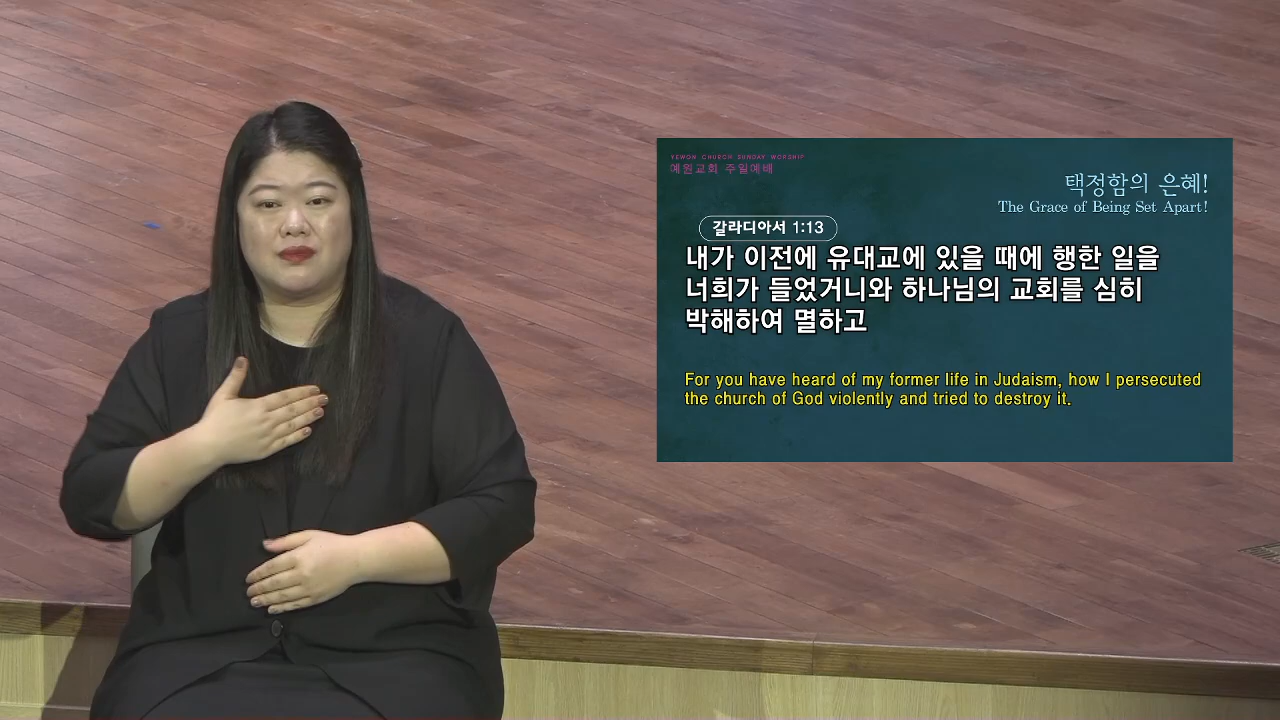 YEWON CHURCH SUNDAY WORSHIP
예원교회 주일예배
택정함의 은혜!
The Grace of Being Set Apart!
갈라디아서 1:13
내가 이전에 유대교에 있을 때에 행한 일을
너희가 들었거니와 하나님의 교회를 심히
박해하여 멸하고
For you have heard of my former life in Judaism, how I persecuted
the church of God violently and tried to destroy it.